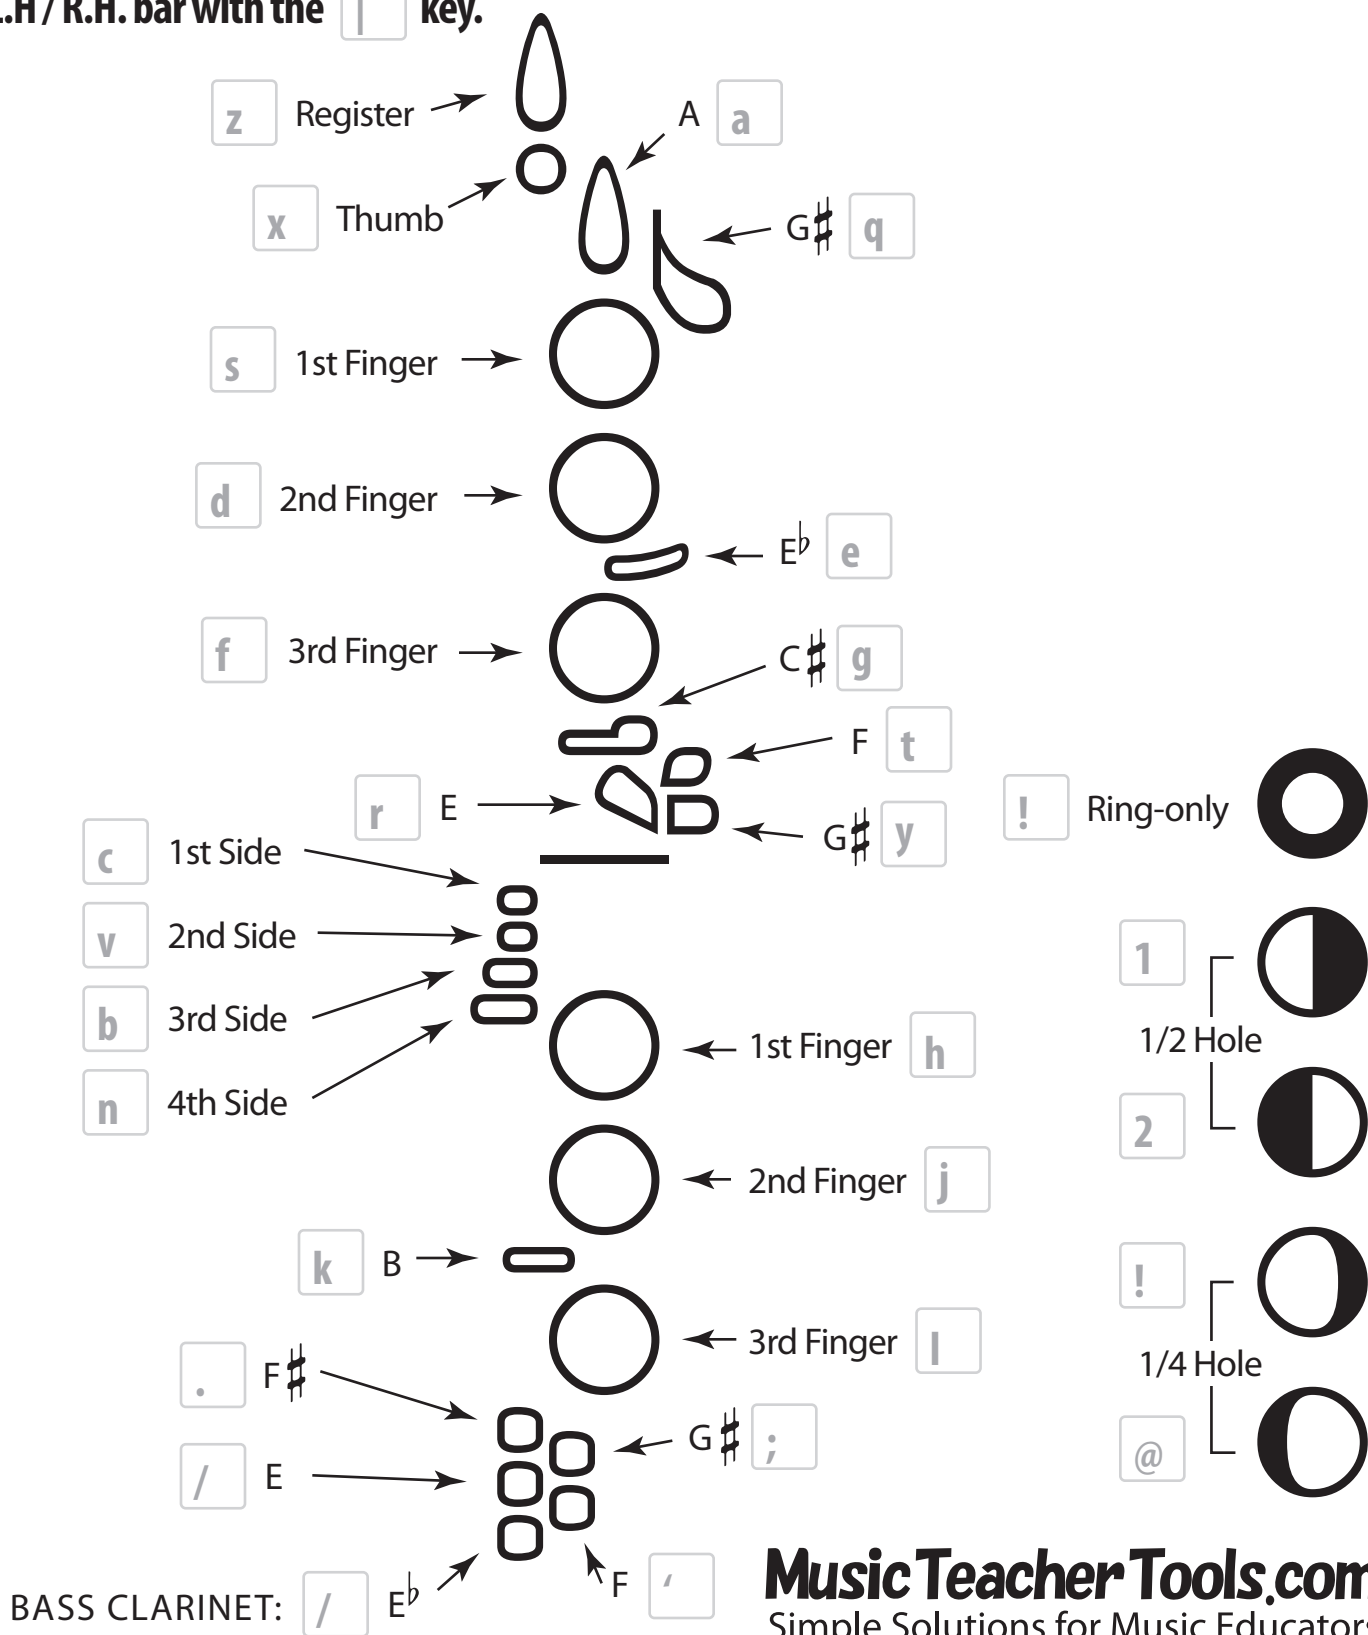 L.H / R.H. bar with the | key.
z Register
A a
x Thumb
G♯ q
s 1st Finger
d 2nd Finger
E♭ e
f 3rd Finger
C♯ g
F t
r E
! Ring-only
G♯ y
c 1st Side
v 2nd Side
1
b 3rd Side
1/2 Hole
1st Finger h
n 4th Side
2
2nd Finger j
k B
!
3rd Finger l
1/4 Hole
. F♯
G♯ ;
@
/ E
F ‘
MusicTeacherTools.com
BASS CLARINET: / E♭
Simple Solutions for Music Educators